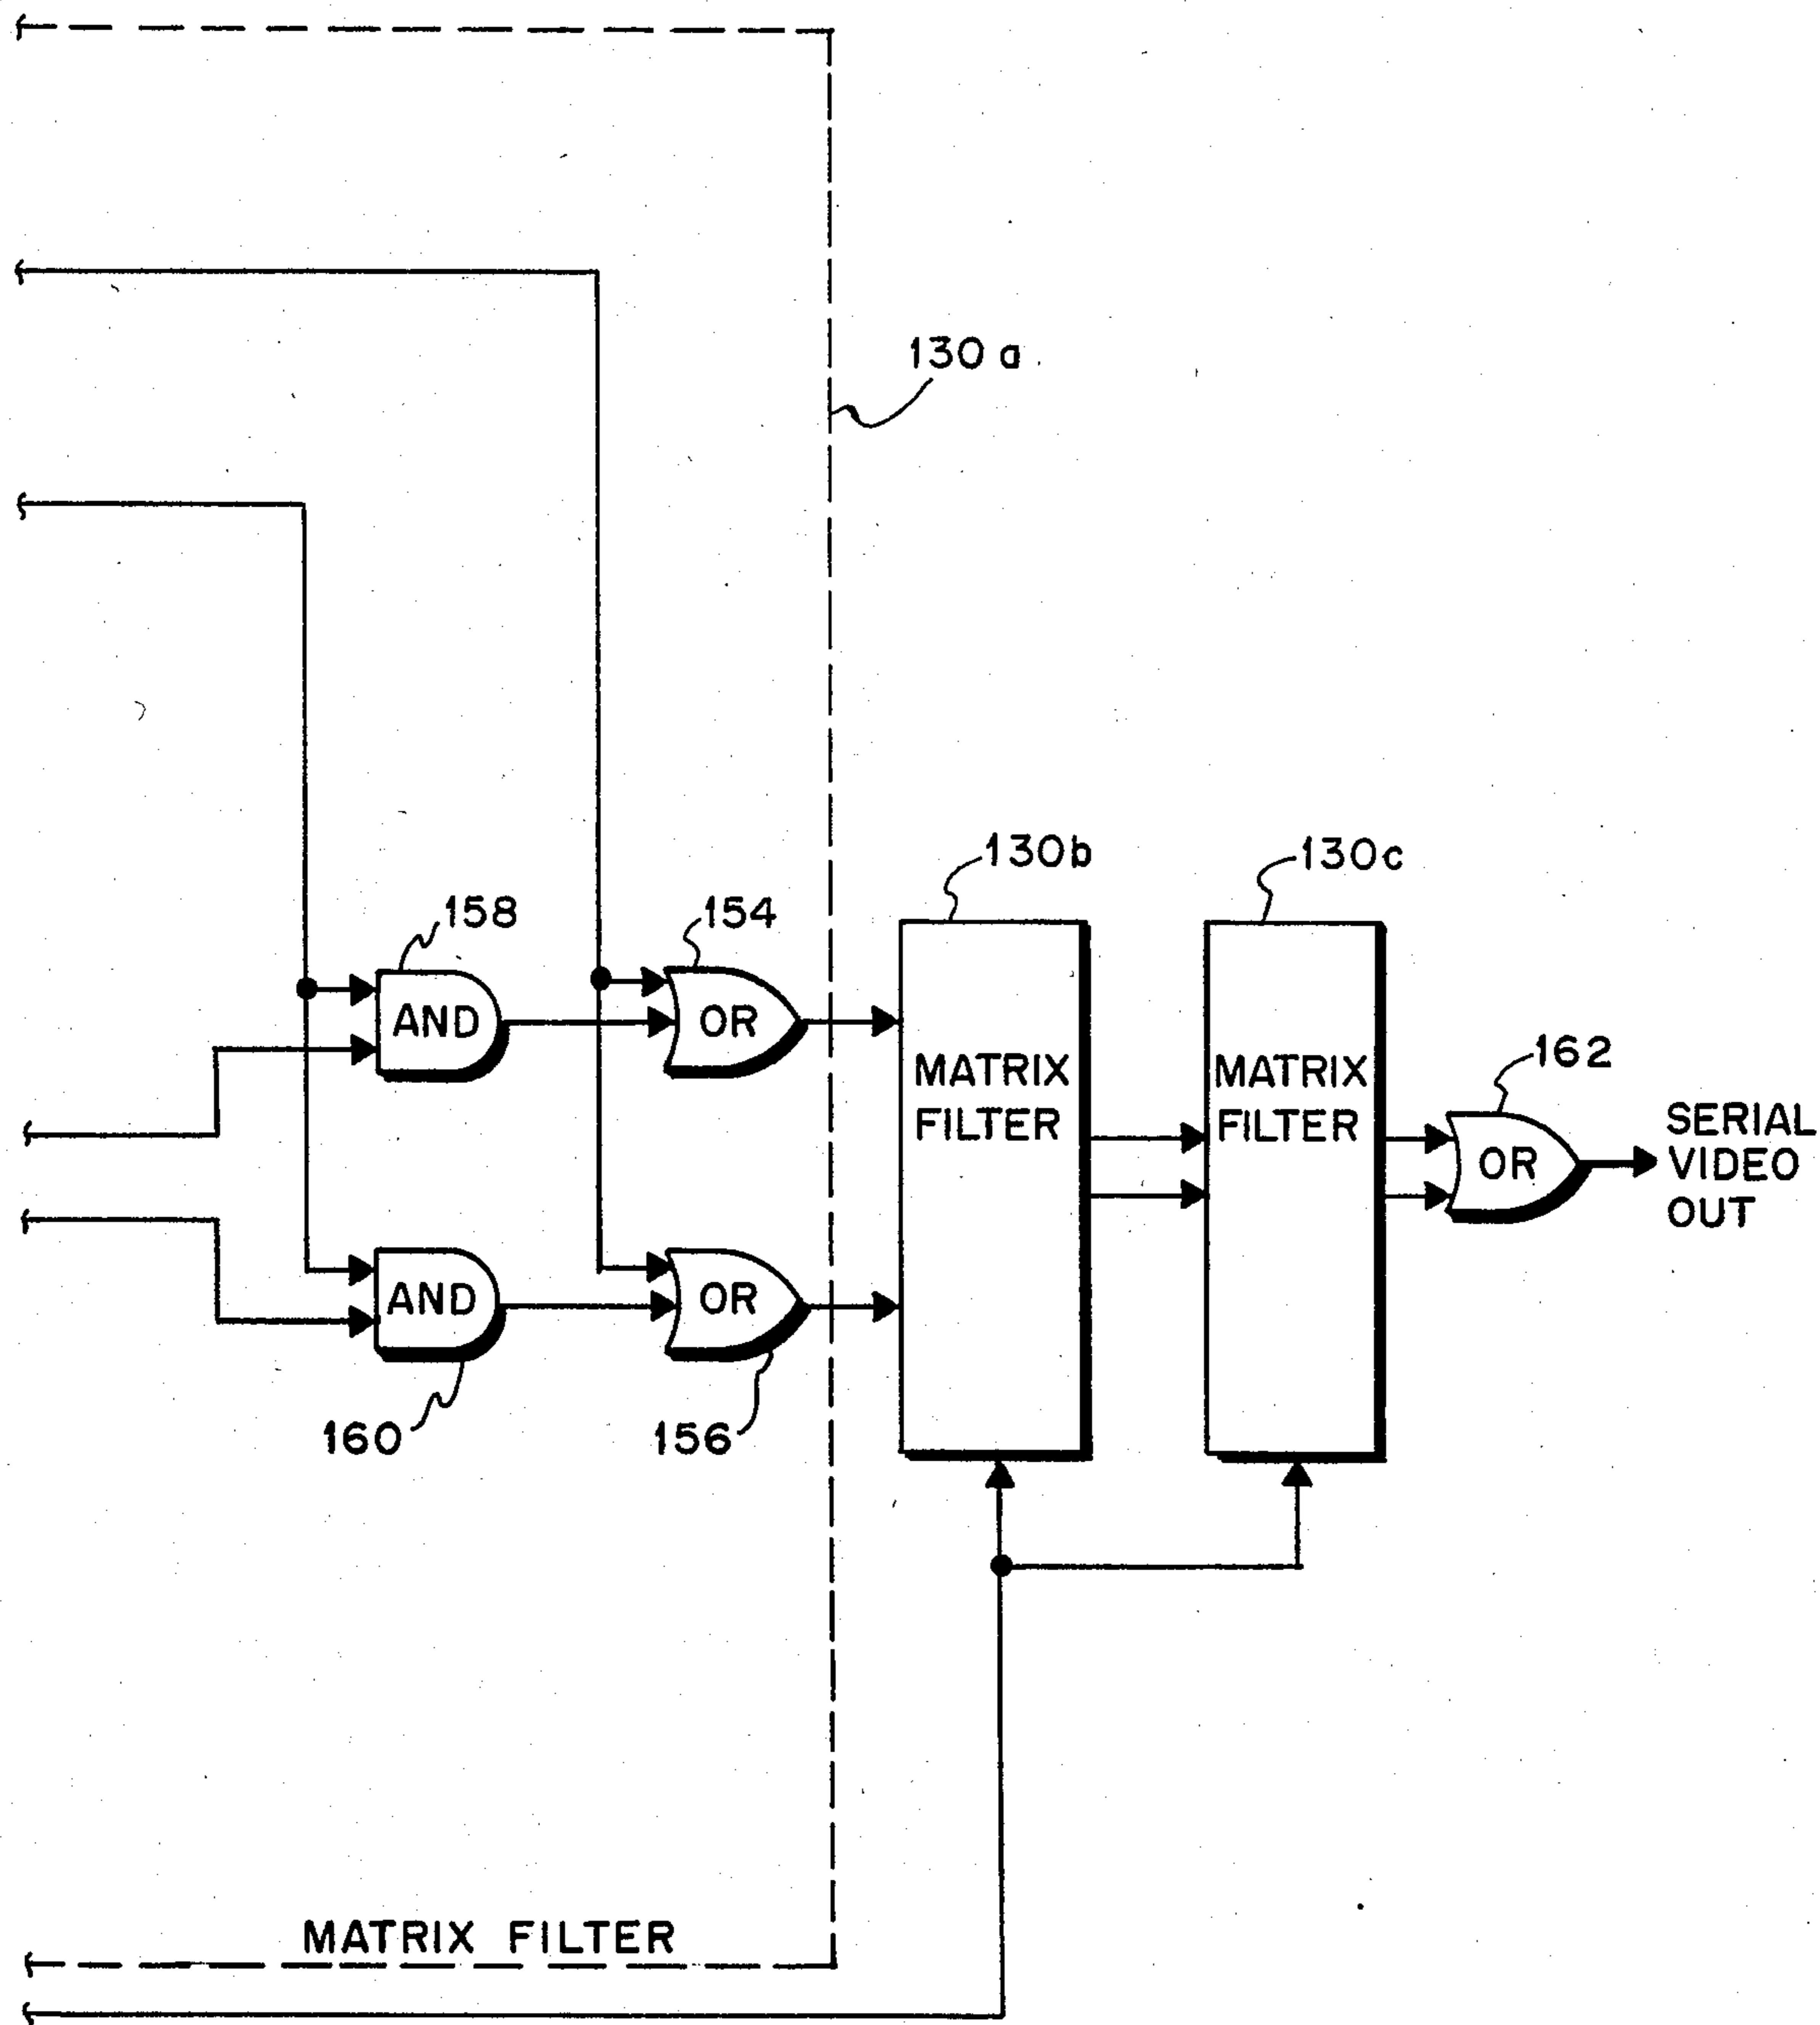 130 a
130b
130c
158
154
AND
OR
162
MATRIX
FILTER
MATRIX
FILTER
SERIAL
VIDEO
OUT
OR
AND
OR
160
156
MATRIX FILTER